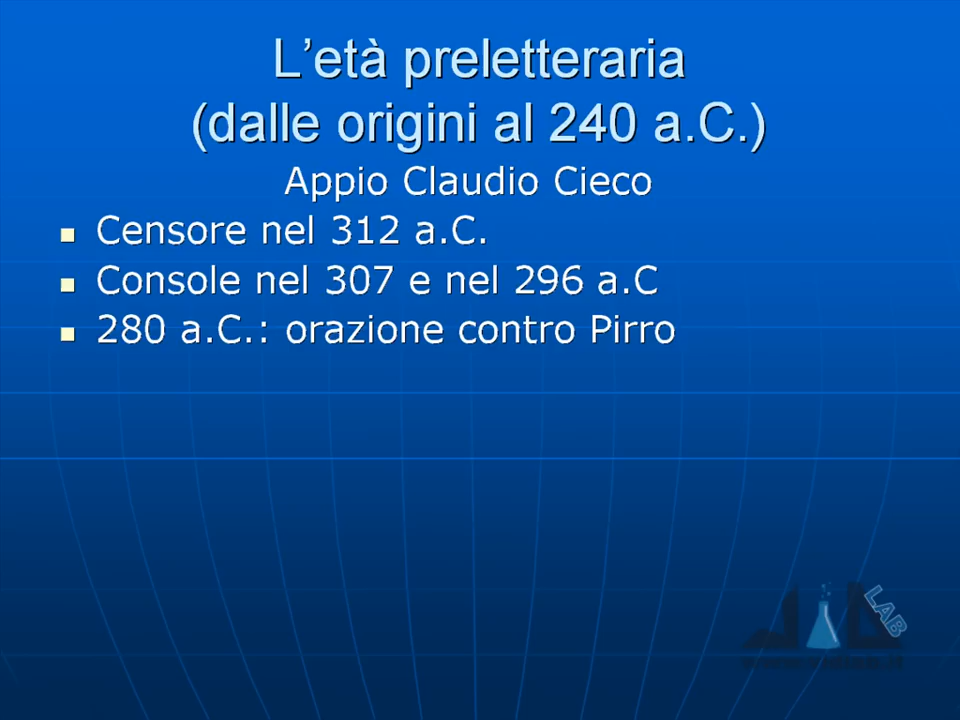 L’età preletteraria
(dalle origini al 240 a.C.)
Appio Claudio Cieco
Censore nel 312 a.C.
Console nel 307 e nel 296 a.C
280 a.C.: orazione contro Pirro
LAB